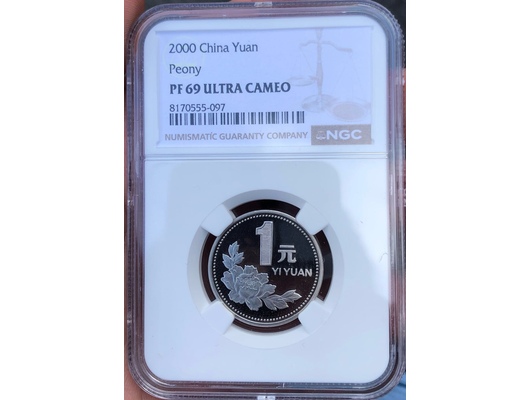 2000 China Yuan
Peony
PF 69 ULTRA CAMEO
8170555-097
NUMISMATIC GUARANTY COMPANY NGC
1元
YI YUAN